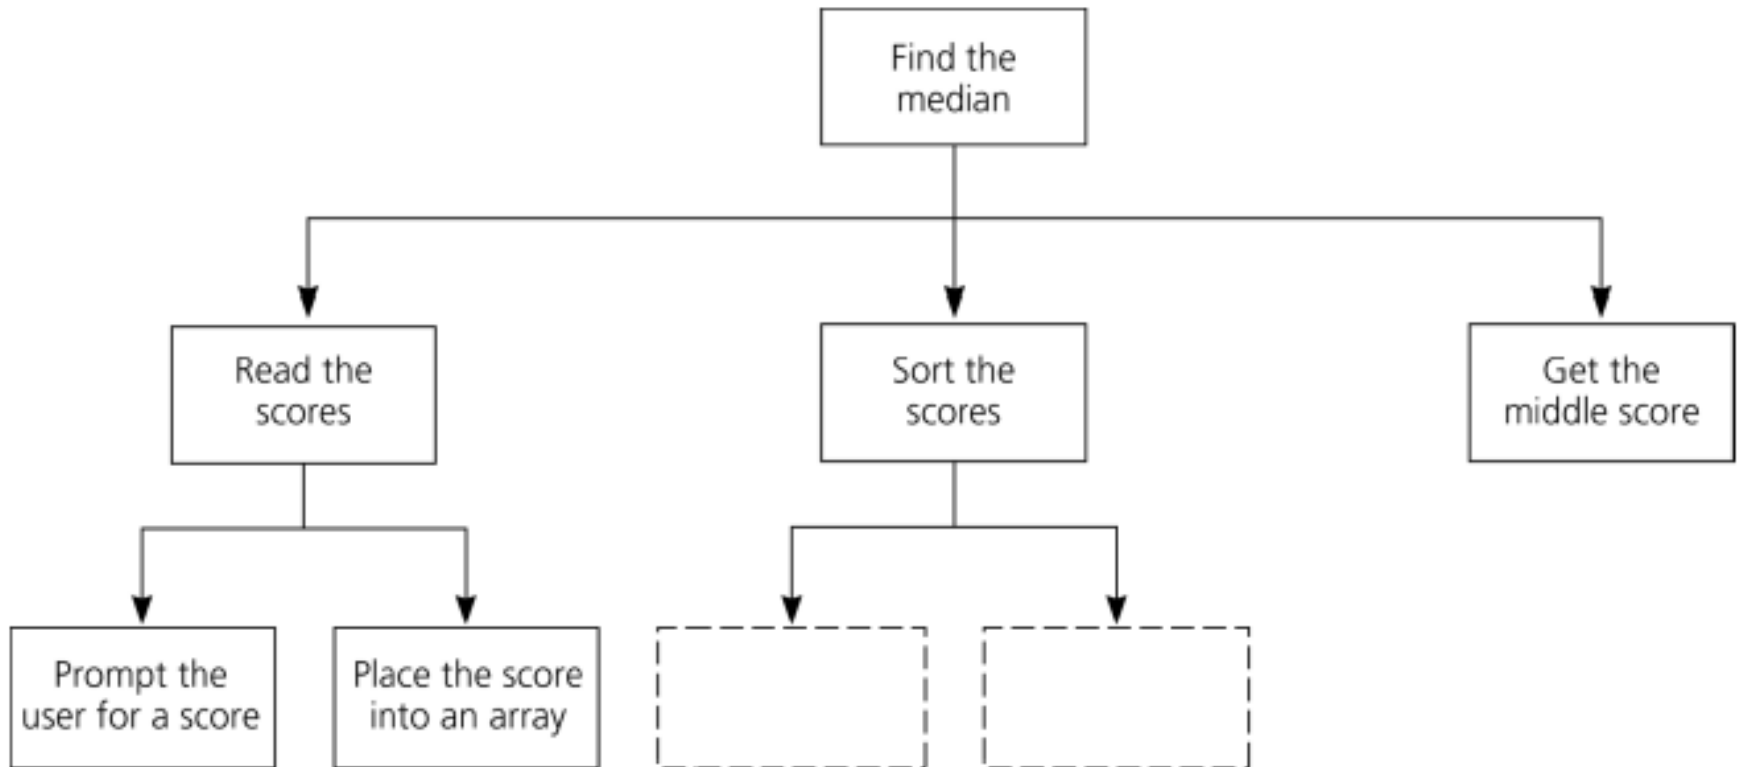 Find the
median
Read the
scores
Sort the
scores
Get the
middle score
Prompt the
user for a score
Place the score
into an array